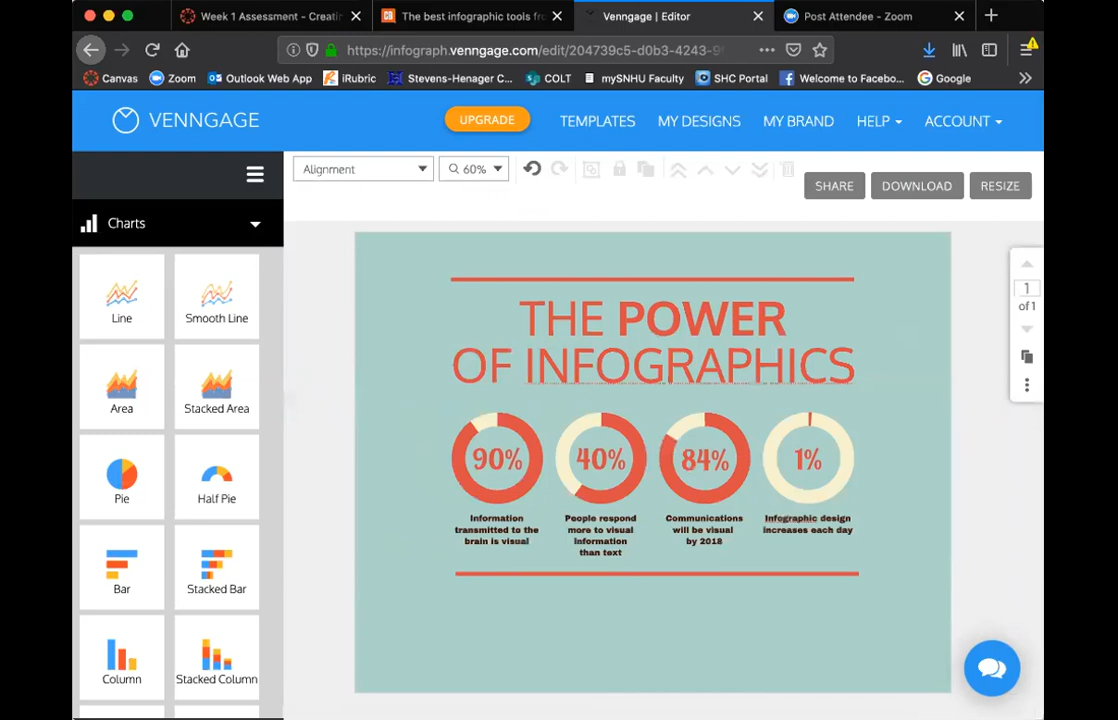 Week 1 Assessment - Creatin
The best infographic tools fro
Venngage | Editor
Post Attendee - Zoom
https://infograph.venngage.com/edit/204739c5-d0b3-4243-9
Canvas
Zoom
Outlook Web App
iRubric
Stevens-Henager C...
COLT
mySNHU Faculty
SHC Portal
Welcome to Facebo...
Google
VENNGAGE
UPGRADE
TEMPLATES
MY DESIGNS
MY BRAND
HELP
ACCOUNT
Alignment
60%
SHARE
DOWNLOAD
RESIZE
Charts
Line
Smooth Line
Area
Stacked Area
Pie
Half Pie
Bar
Stacked Bar
Column
Stacked Column
THE POWER
OF INFOGRAPHICS
90%
40%
84%
1%
Information
transmitted to the
brain is visual
People respond
more to visual
information
than text
Communications
will be visual
by 2018
Infographic design
increases each day
1
of 1